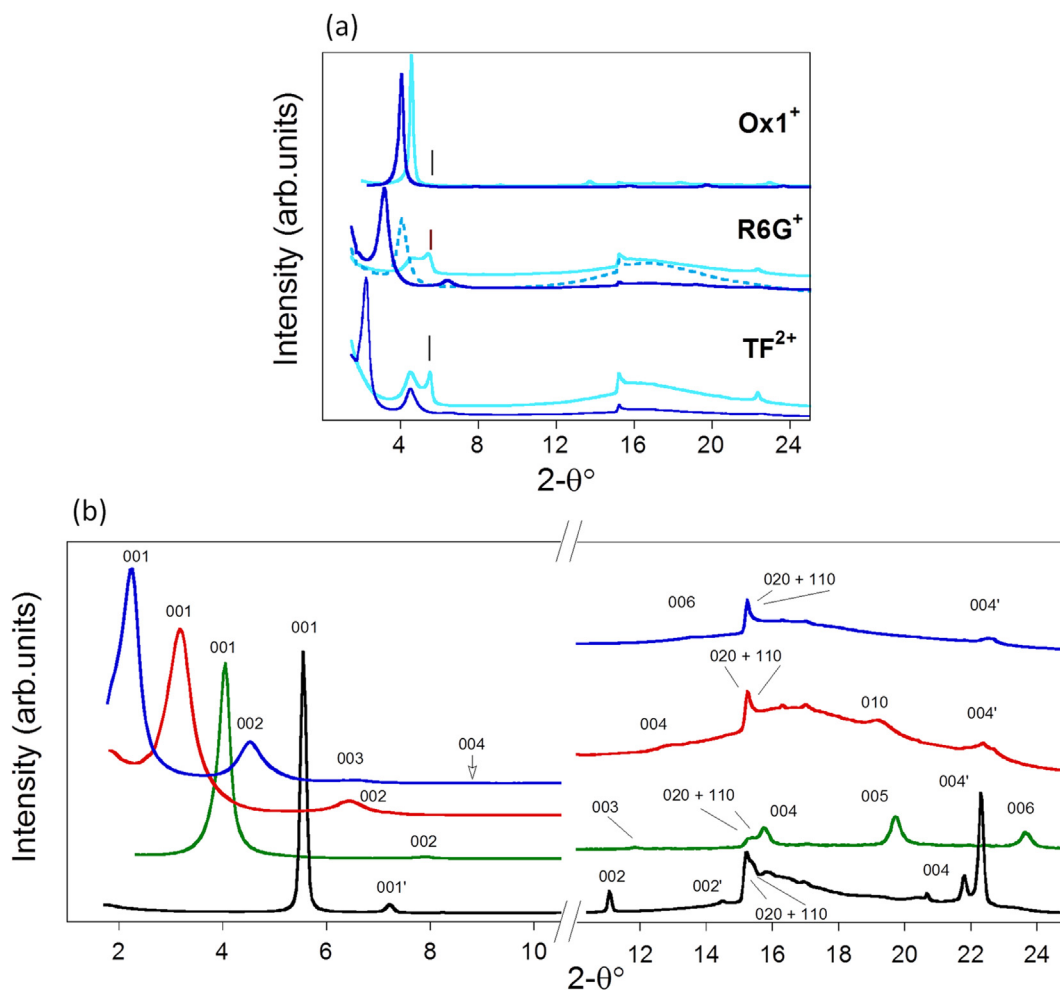 (a)
Intensity (arb.units)
Ox1+
R6G+
TF2+
4 8 12 16 20 24
2-θ°
(b)
Intensity (arb.units)
001
001
001
001
002
003
004
002
002
001'
006
020 + 110
004'
020 + 110
004
010
004'
003
020 + 110
004
005
004'
006
002
002'
020 + 110
004
2 4 6 8 10 12 14 16 18 20 22 24
2-θ°